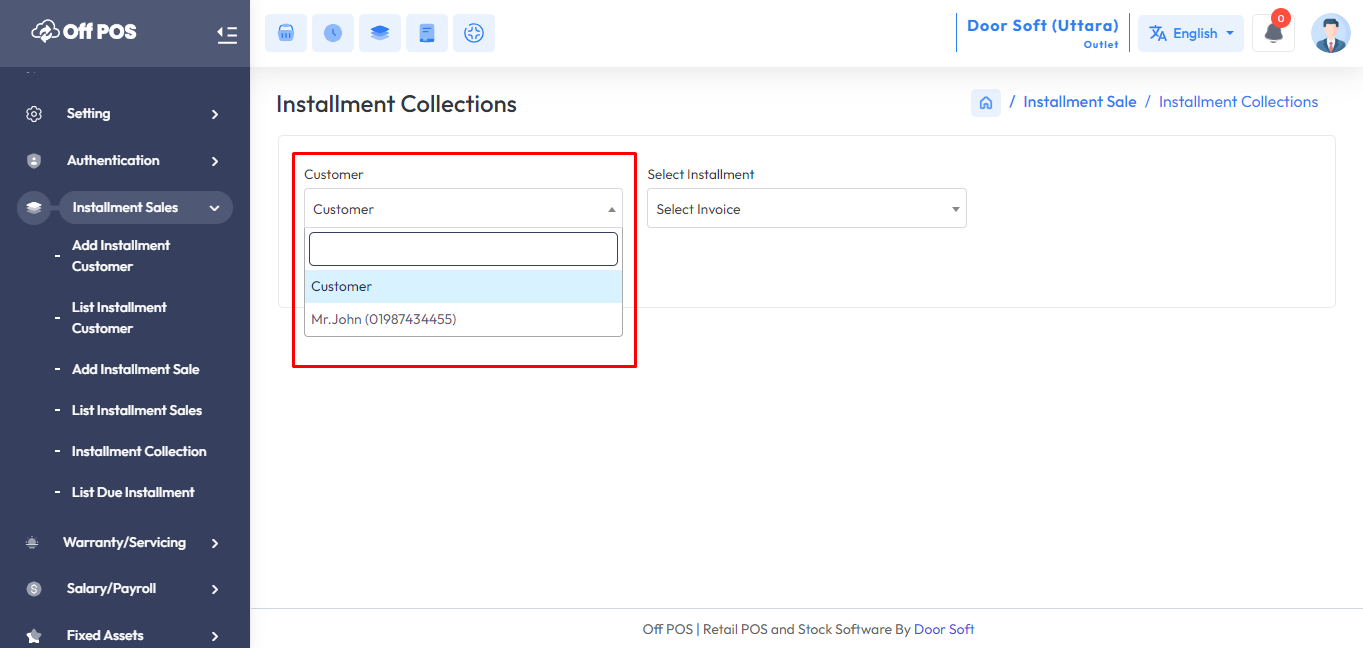 Off POS
Door Soft (Uttara)
Outlet
English
0
Setting
Authentication
Installment Sales
- Add Installment
Customer
- List Installment
Customer
- Add Installment Sale
- List Installment Sales
- Installment Collection
- List Due Installment
Warranty/Servicing
Salary/Payroll
Fixed Assets
Installment Collections
/ Installment Sale / Installment Collections
Customer
Customer
Customer
Mr.John (01987434455)
Select Installment
Select Invoice
Off POS | Retail POS and Stock Software By Door Soft